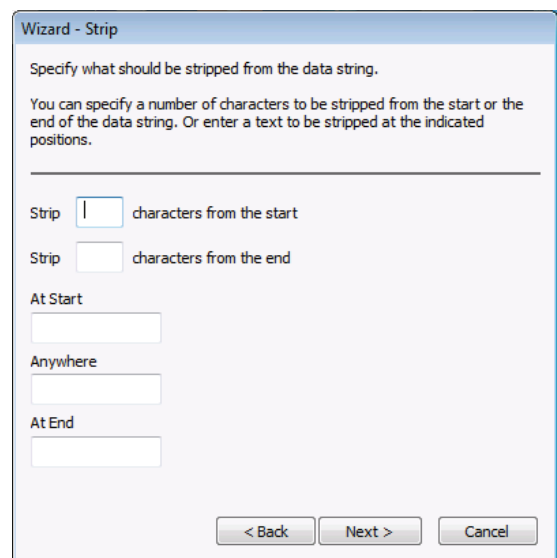 Wizard - Strip
Specify what should be stripped from the data string.
You can specify a number of characters to be stripped from the start or the
end of the data string. Or enter a text to be stripped at the indicated
positions.
Strip characters from the start
Strip characters from the end
At Start
Anywhere
At End
< Back Next > Cancel